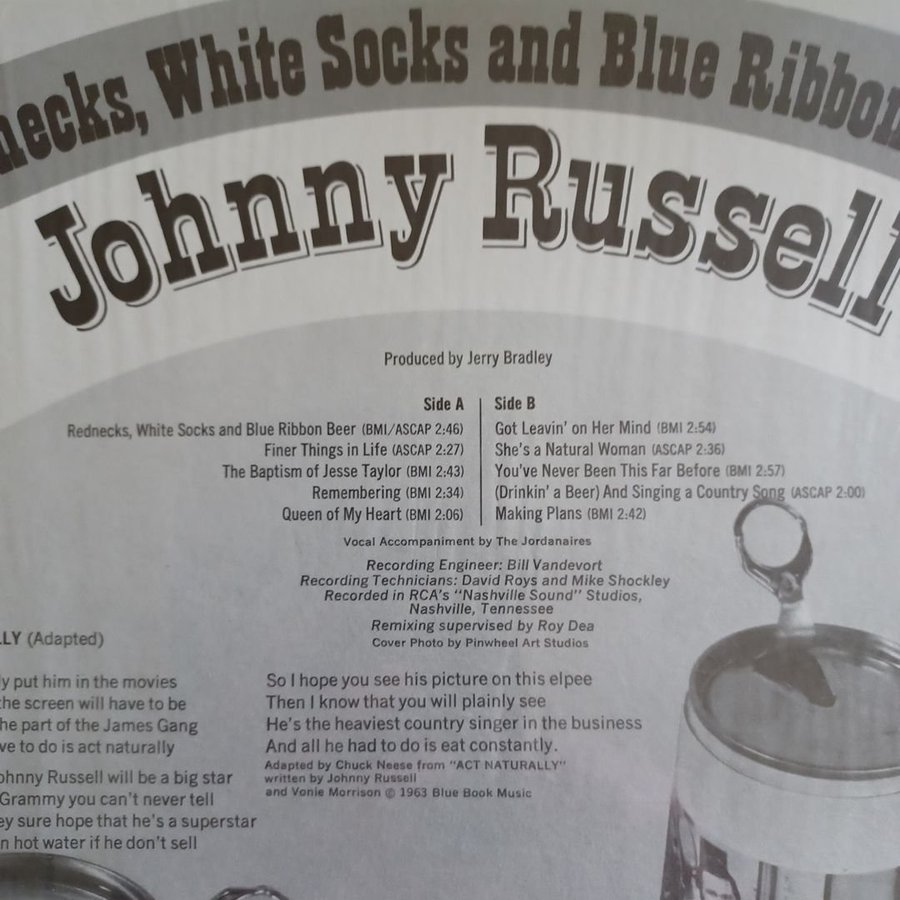 necks, White Socks and Blue Ribbon
Johnny Russell
Produced by Jerry Bradley
Side A
Rednecks, White Socks and Blue Ribbon Beer (BMI/ASCAP 2:46)
Finer Things in Life (ASCAP 2:27)
The Baptism of Jesse Taylor (BMI 2:43)
Remembering (BMI 2:34)
Queen of My Heart (BMI 2:06)
Side B
Got Leavin' on Her Mind (BMI 2:54)
She's a Natural Woman (ASCAP 2:36)
You've Never Been This Far Before (BMI 2:57)
(Drinkin' a Beer) And Singing a Country Song (ASCAP 2:00)
Making Plans (BMI 2:42)
Vocal Accompaniment by The Jordanaires
Recording Engineer: Bill Vandevort
Recording Technicians: David Roys and Mike Shockley
Recorded in RCA's "Nashville Sound" Studios,
Nashville, Tennessee
Remixing supervised by Roy Dea
Cover Photo by Pinwheel Art Studios
LLY (Adapted)
ly put him in the movies
the screen will have to be
he part of the James Gang
ve to do is act naturally
ohnny Russell will be a big star
Grammy you can't never tell
ey sure hope that he's a superstar
n hot water if he don't sell
So I hope you see his picture on this elpee
Then I know that you will plainly see
He's the heaviest country singer in the business
And all he had to do is eat constantly.
Adapted by Chuck Neese from "ACT NATURALLY"
written by Johnny Russell
and Vonie Morrison © 1963 Blue Book Music